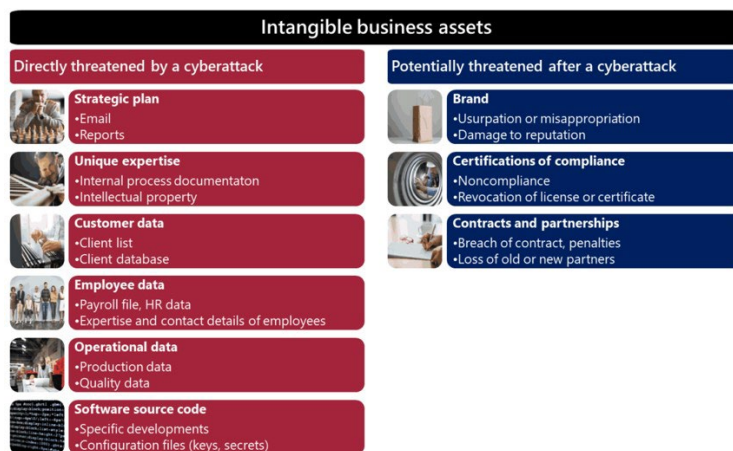 Intangible business assets
Directly threatened by a cyberattack
Strategic plan
•Email
•Reports
Unique expertise
•Internal process documentaton
•Intellectual property
Customer data
•Client list
•Client database
Employee data
•Payroll file, HR data
•Expertise and contact details of employees
Operational data
•Production data
•Quality data
Software source code
•Specific developments
•Configuration files (keys, secrets)
Potentially threatened after a cyberattack
Brand
•Usurpation or misappropriation
•Damage to reputation
Certifications of compliance
•Noncompliance
•Revocation of license or certificate
Contracts and partnerships
•Breach of contract, penalties
•Loss of old or new partners